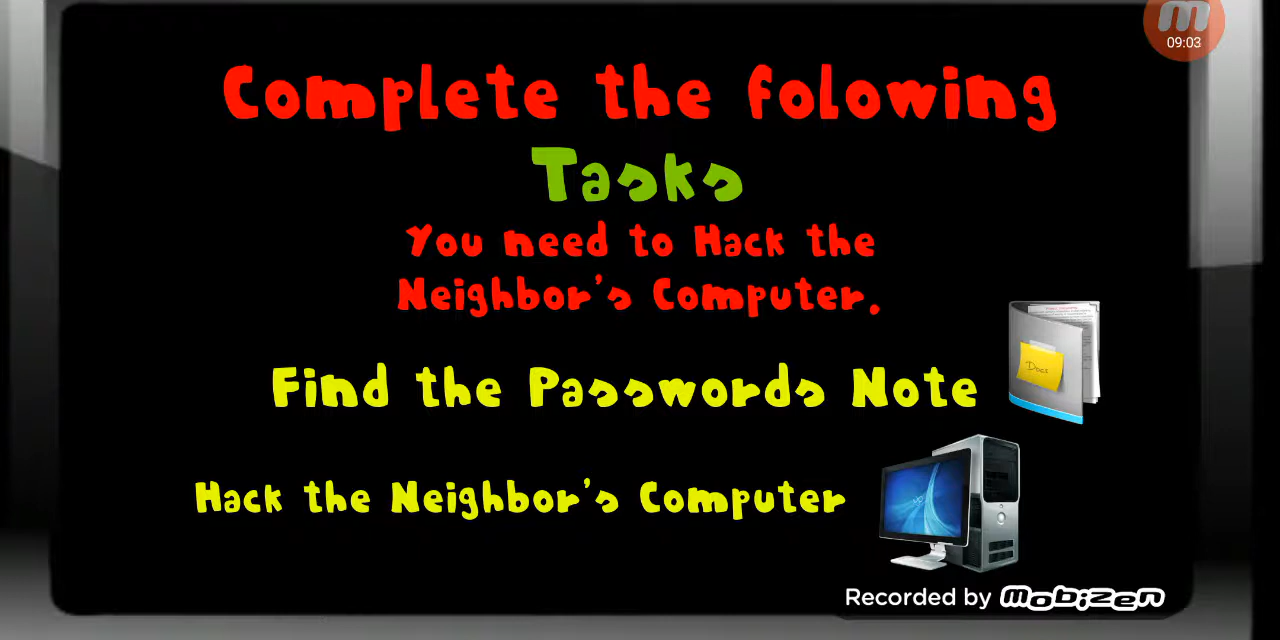 09:03
Complete the folowing
Tasks
You need to Hack the
Neighbor's Computer.
Find the Passwords Note
Docs
Hack the Neighbor's Computer
Recorded by mobizen